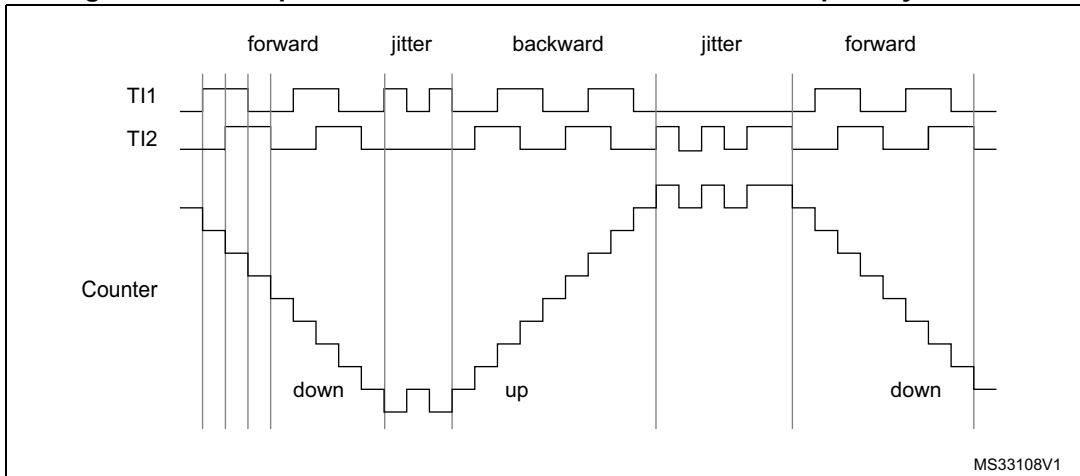 forward jitter backward jitter forward
TI1
TI2
Counter
down up down
MS33108V1